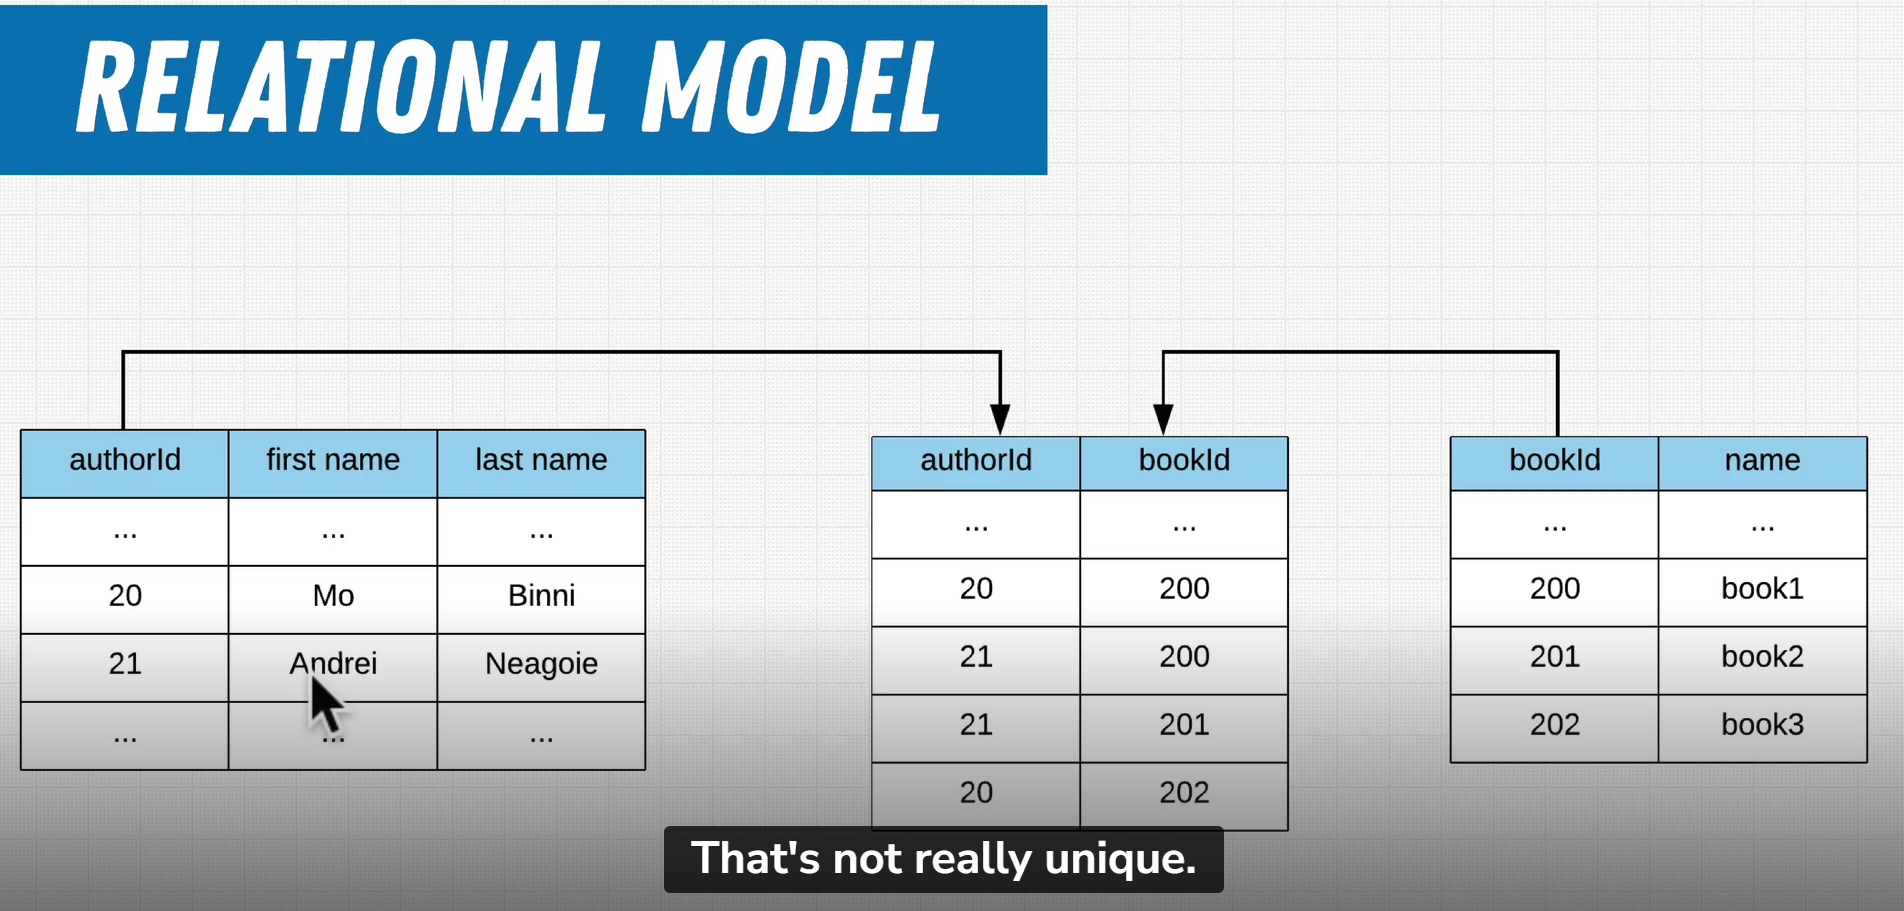 RELATIONAL MODEL
authorId first name last name
... ... ...
20 Mo Binni
21 Andrei Neagoie
... ... ...
authorId bookId
... ...
20 200
21 200
21 201
20 202
bookId name
... ...
200 book1
201 book2
202 book3
That's not really unique.